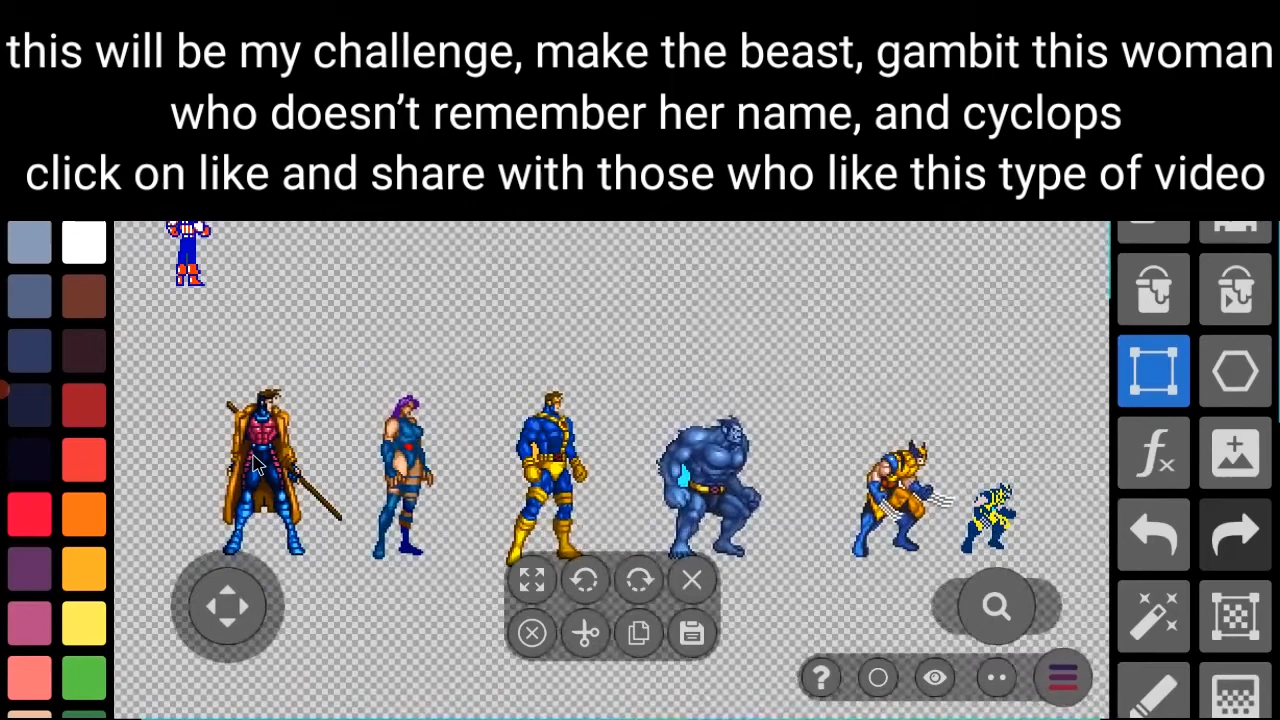 this will be my challenge, make the beast, gambit this woman
who doesn’t remember her name, and cyclops
click on like and share with those who like this type of video
fx
?